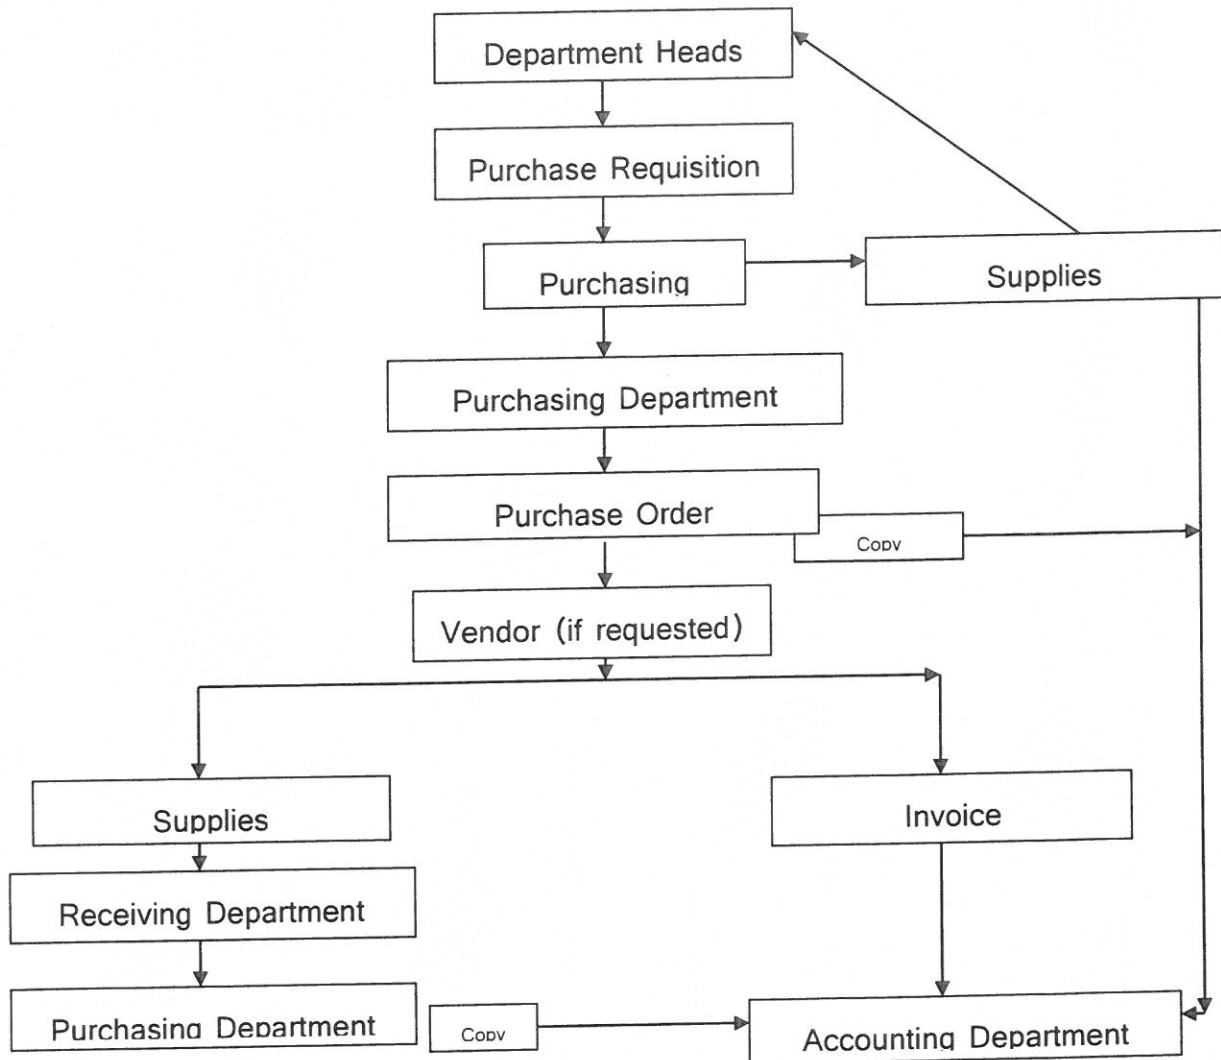 Department Heads
Purchase Requisition
Purchasing
Supplies
Purchasing Department
Purchase Order
Copy
Vendor (if requested)
Supplies
Invoice
Receiving Department
Purchasing Department
Copy
Accounting Department